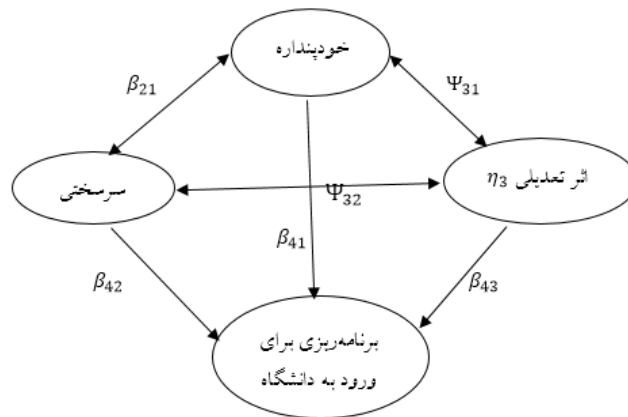 خودپنداره
β₂₁
Ψ₃₁
سرسختی
اثر تعدیلی η₃
Ψ₃₂
β₄₁
β₄₂
β₄₃
برنامه‌ریزی برای
ورود به دانشگاه